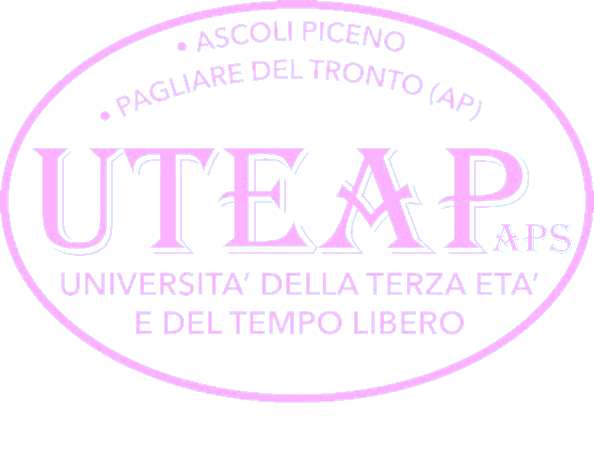 • ASCOLI PICENO
• PAGLIARE DEL TRONTO (AP)
UTEAP APS
UNIVERSITA' DELLA TERZA ETA'
E DEL TEMPO LIBERO